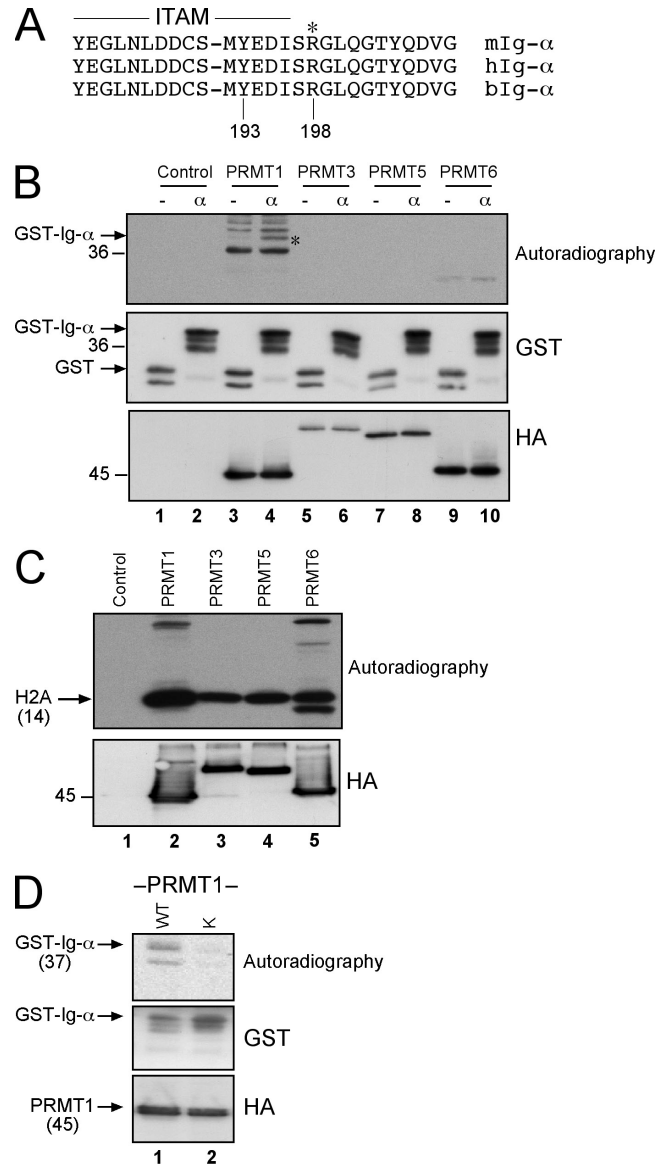 A
ITAM
*
YEGLNLDDCS-MYEDISRGLQGTYQDVG mIg-α
YEGLNLDDCS-MYEDISRGLQGTYQDVG hIg-α
YEGLNLDDCS-MYEDISRGLQGTYQDVG bIg-α
193 198
B
Control PRMT1 PRMT3 PRMT5 PRMT6
- α - α - α - α - α
GST-Ig-α
*
36
Autoradiography
GST-Ig-α
36
GST
GST
HA
45
1 2 3 4 5 6 7 8 9 10
C
Control PRMT1 PRMT3 PRMT5 PRMT6
Autoradiography
H2A
(14)
HA
45
1 2 3 4 5
D
–PRMT1–
WT K
GST-Ig-α
(37)
Autoradiography
GST-Ig-α
GST
PRMT1
(45)
HA
1 2